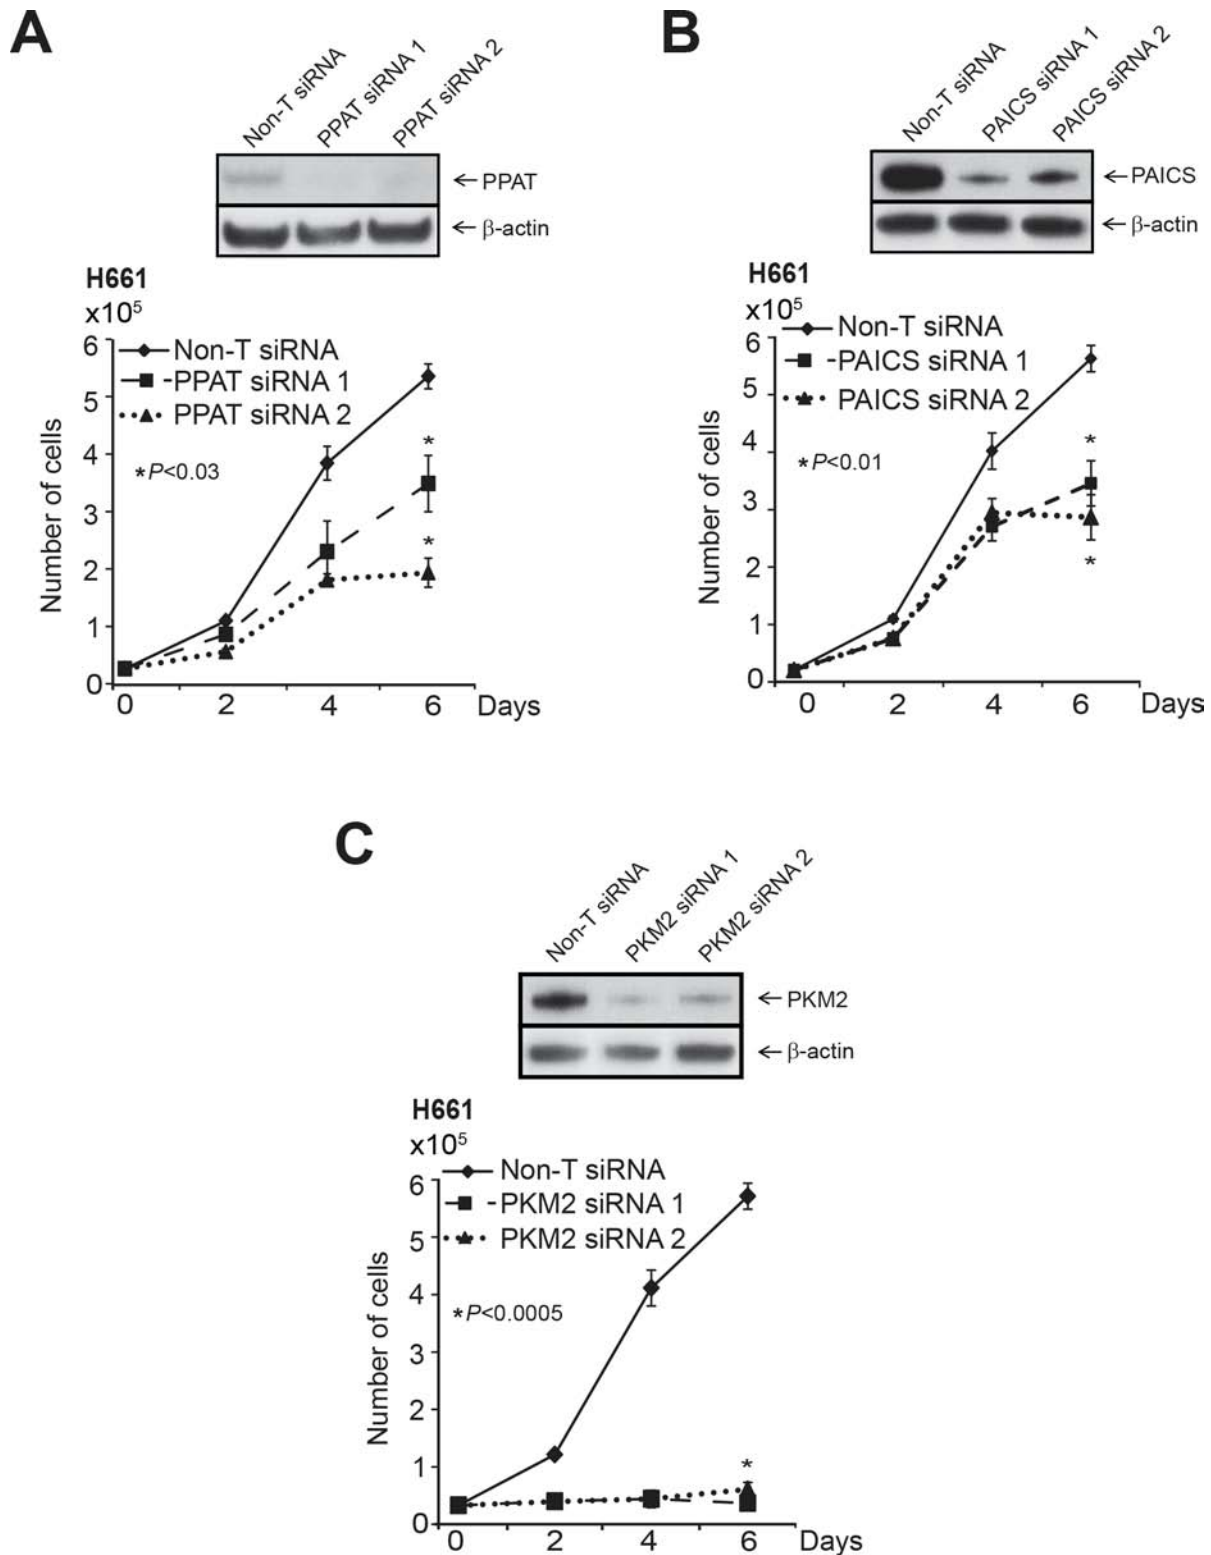 A
Non-T siRNA
PPAT siRNA 1
PPAT siRNA 2
←PPAT
←β-actin
H661
x10⁵
Non-T siRNA
PPAT siRNA 1
PPAT siRNA 2
*P<0.03
Number of cells
6
5
4
3
2
1
0
*
*
0 2 4 6 Days
B
Non-T siRNA
PAICS siRNA 1
PAICS siRNA 2
←PAICS
←β-actin
H661
x10⁵
Non-T siRNA
PAICS siRNA 1
PAICS siRNA 2
*P<0.01
Number of cells
6
5
4
3
2
1
0
*
*
0 2 4 6 Days
C
Non-T siRNA
PKM2 siRNA 1
PKM2 siRNA 2
←PKM2
←β-actin
H661
x10⁵
Non-T siRNA
PKM2 siRNA 1
PKM2 siRNA 2
*P<0.0005
Number of cells
6
5
4
3
2
1
0
*
0 2 4 6 Days